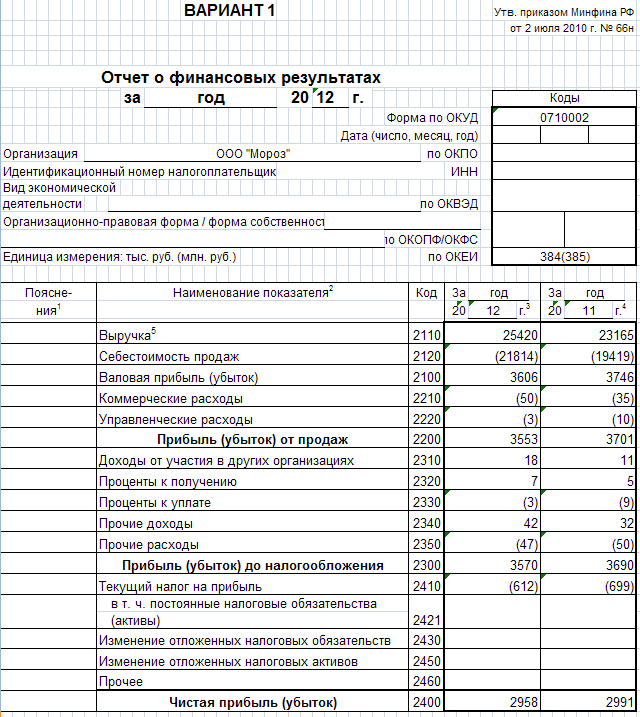 ВАРИАНТ 1
Утв. приказом Минфина РФ
от 2 июля 2010 г. № 66н
Отчет о финансовых результатах
за год 20 12 г.
Коды
Форма по ОКУД 0710002
Дата (число, месяц, год)
Организация ООО "Мороз" по ОКПО
Идентификационный номер налогоплательщик ИНН
Вид экономической
деятельности по ОКВЭД
Организационно-правовая форма / форма собственност
по ОКОПФ/ОКФС
Единица измерения: тыс. руб. (млн. руб.) по ОКЕИ 384(385)
Поясне- Наименование показателя2 Код За год За год
ния1 20 12 г.3 20 11 г.4
Выручка5 2110 25420 23165
Себестоимость продаж 2120 (21814) (19419)
Валовая прибыль (убыток) 2100 3606 3746
Коммерческие расходы 2210 (50) (35)
Управленческие расходы 2220 (3) (10)
Прибыль (убыток) от продаж 2200 3553 3701
Доходы от участия в других организациях 2310 18 11
Проценты к получению 2320 7 5
Проценты к уплате 2330 (3) (9)
Прочие доходы 2340 42 32
Прочие расходы 2350 (47) (50)
Прибыль (убыток) до налогообложения 2300 3570 3690
Текущий налог на прибыль 2410 (612) (699)
в т. ч. постоянные налоговые обязательства
(активы) 2421
Изменение отложенных налоговых обязательств 2430
Изменение отложенных налоговых активов 2450
Прочее 2460
Чистая прибыль (убыток) 2400 2958 2991